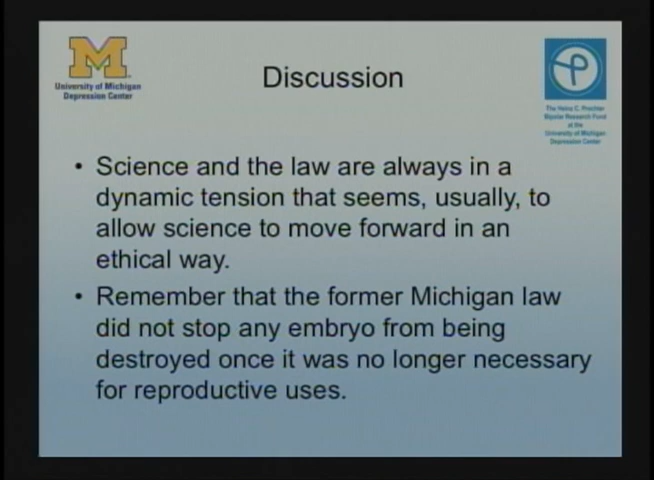 M
University of Michigan
Depression Center
Discussion
The Heinz C. Prechter
Bipolar Research Fund
at the
University of Michigan
Depression Center
• Science and the law are always in a
dynamic tension that seems, usually, to
allow science to move forward in an
ethical way.
• Remember that the former Michigan law
did not stop any embryo from being
destroyed once it was no longer necessary
for reproductive uses.